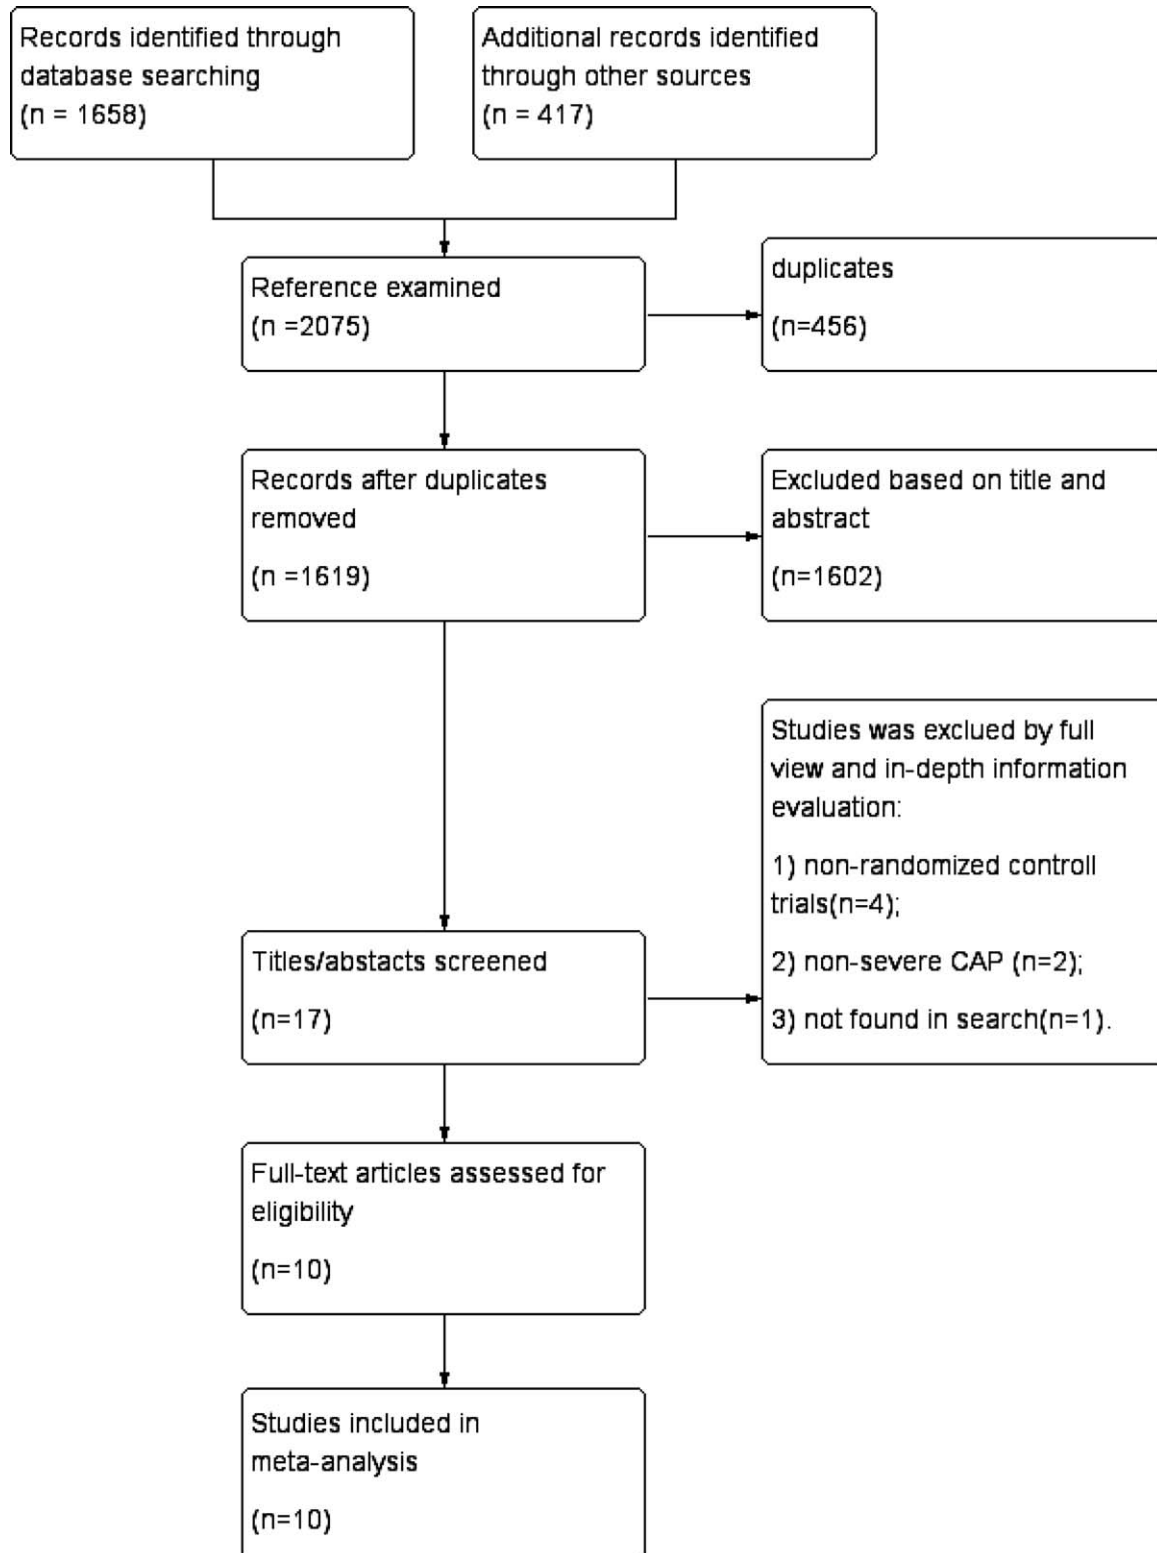 Records identified through
database searching
(n = 1658)
Additional records identified
through other sources
(n = 417)
Reference examined
(n =2075)
duplicates
(n=456)
Records after duplicates
removed
(n =1619)
Excluded based on title and
abstract
(n=1602)
Studies was exclued by full
view and in-depth information
evaluation:
1) non-randomized controll
trials(n=4);
2) non-severe CAP (n=2);
3) not found in search(n=1).
Titles/abstacts screened
(n=17)
Full-text articles assessed for
eligibility
(n=10)
Studies included in
meta-analysis
(n=10)